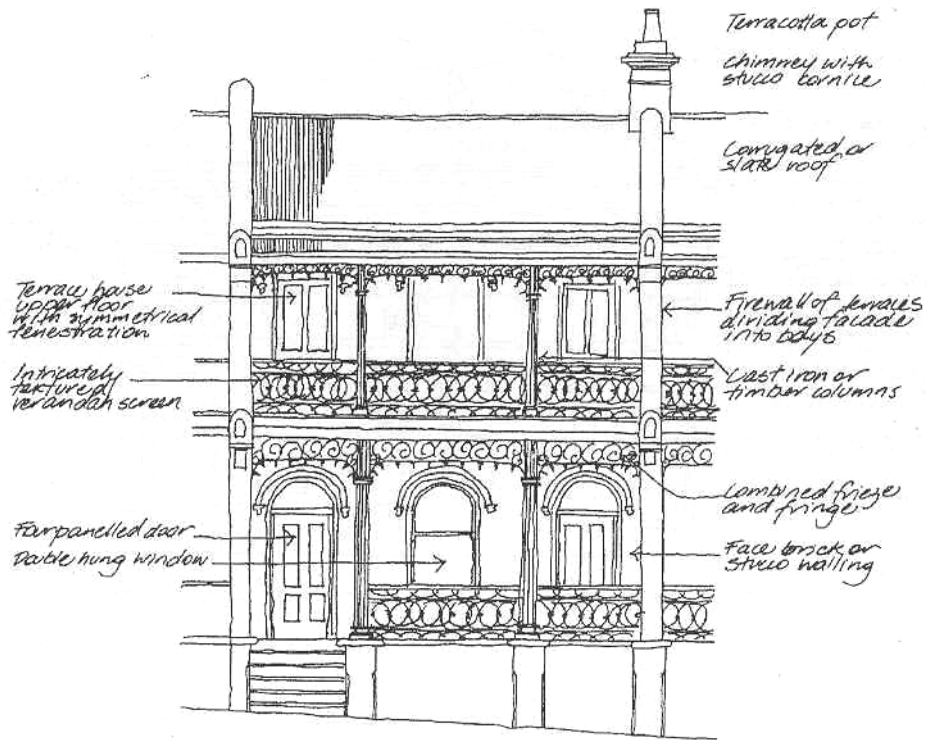 Terracotta pot
Chimney with
stucco cornice
Corrugated or
slate roof
Terrace house
upper floor
with symmetrical
fenestration
Intricately
textured
verandah screen
Firewall of terraces
dividing facade
into bays
Cast iron or
timber columns
Combined frieze
and fringe
Four panelled door
Double hung window
Face brick or
stucco walling